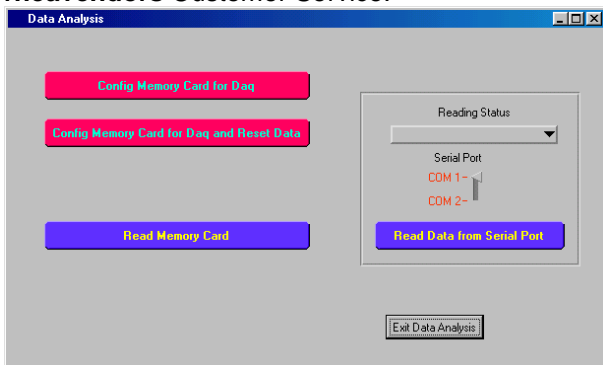 Customer Service.
Data Analysis
Config Memory Card for Daq
Config Memory Card for Daq and Reset Data
Read Memory Card
Reading Status
Serial Port
COM 1-
COM 2-
Read Data from Serial Port
Exit Data Analysis